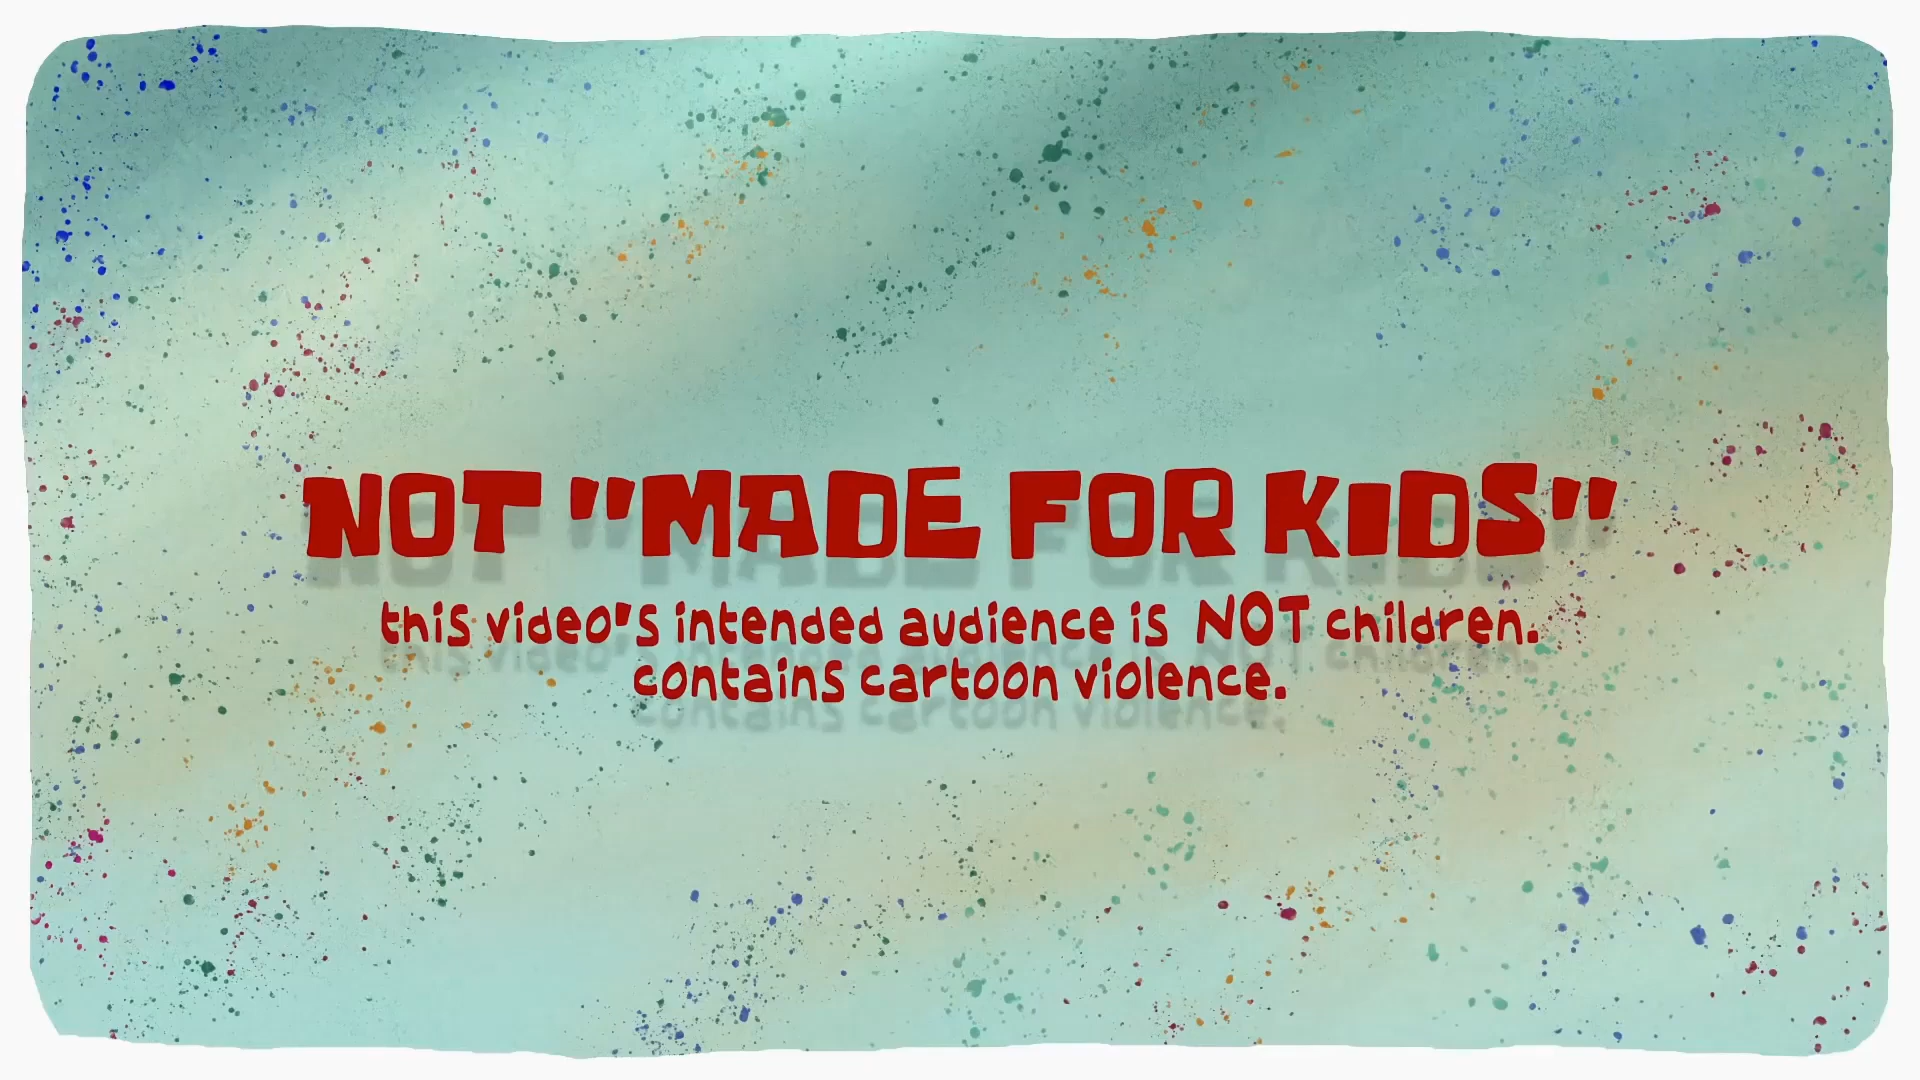 NOT "MADE FOR KIDS"
this video's intended audience is NOT children.
contains cartoon violence.